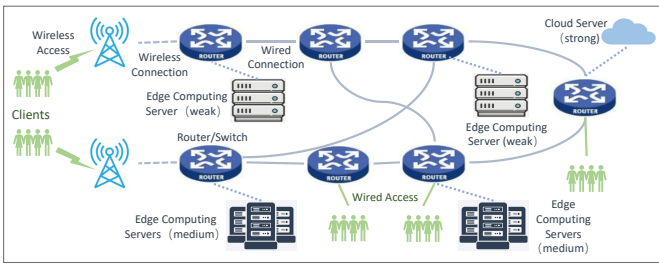 Wireless
Access
Wireless
Connection
Wired
Connection
Cloud Server
(strong)
ROUTER
ROUTER
ROUTER
ROUTER
Clients
Edge Computing
Server (weak)
Edge Computing
Server (weak)
Router/Switch
ROUTER
ROUTER
ROUTER
Wired Access
Edge Computing
Servers (medium)
Edge
Computing
Servers
(medium)